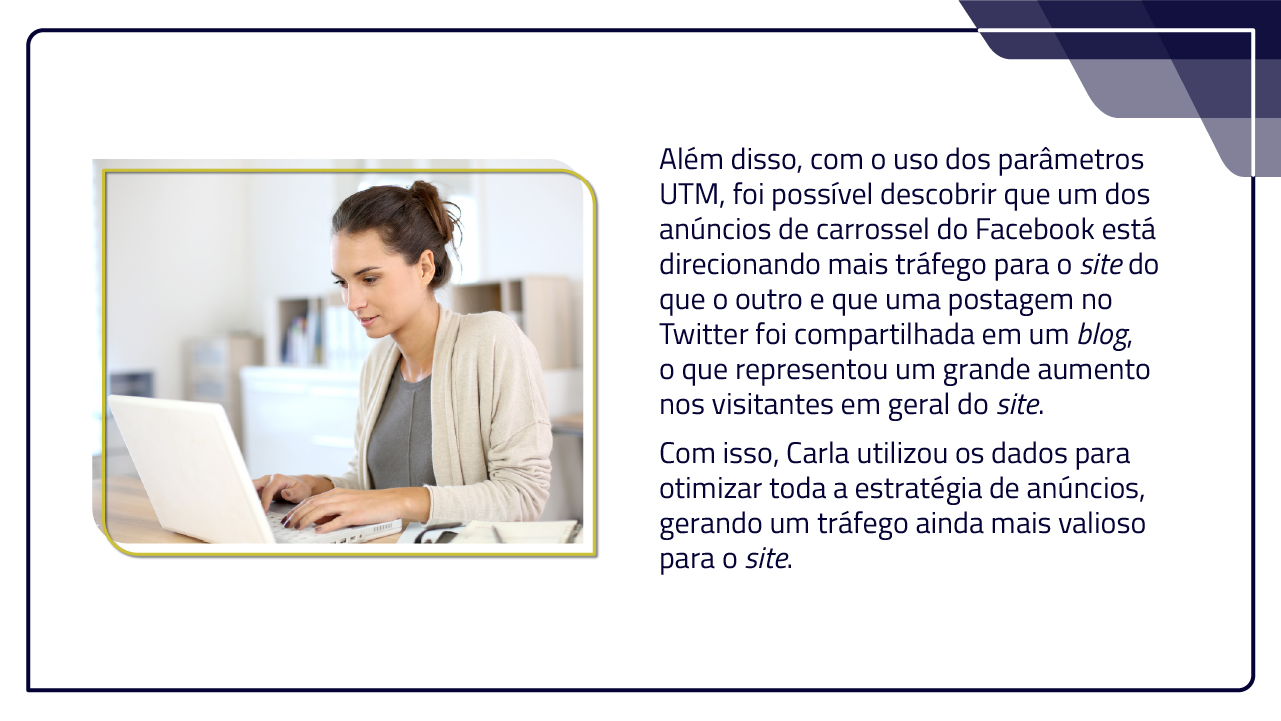 Além disso, com o uso dos parâmetros
UTM, foi possível descobrir que um dos
anúncios de carrossel do Facebook está
direcionando mais tráfego para o site do
que o outro e que uma postagem no
Twitter foi compartilhada em um blog,
o que representou um grande aumento
nos visitantes em geral do site.
Com isso, Carla utilizou os dados para
otimizar toda a estratégia de anúncios,
gerando um tráfego ainda mais valioso
para o site.